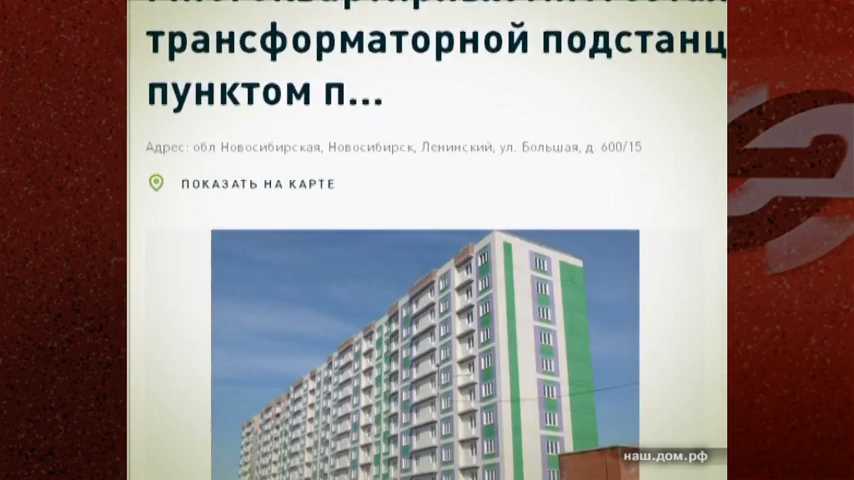 трансформаторной подстанц
пунктом п...
Адрес: обл Новосибирская, Новосибирск, Ленинский, ул. Большая, д. 600/15
ПОКАЗАТЬ НА КАРТЕ
наш.дом.рф